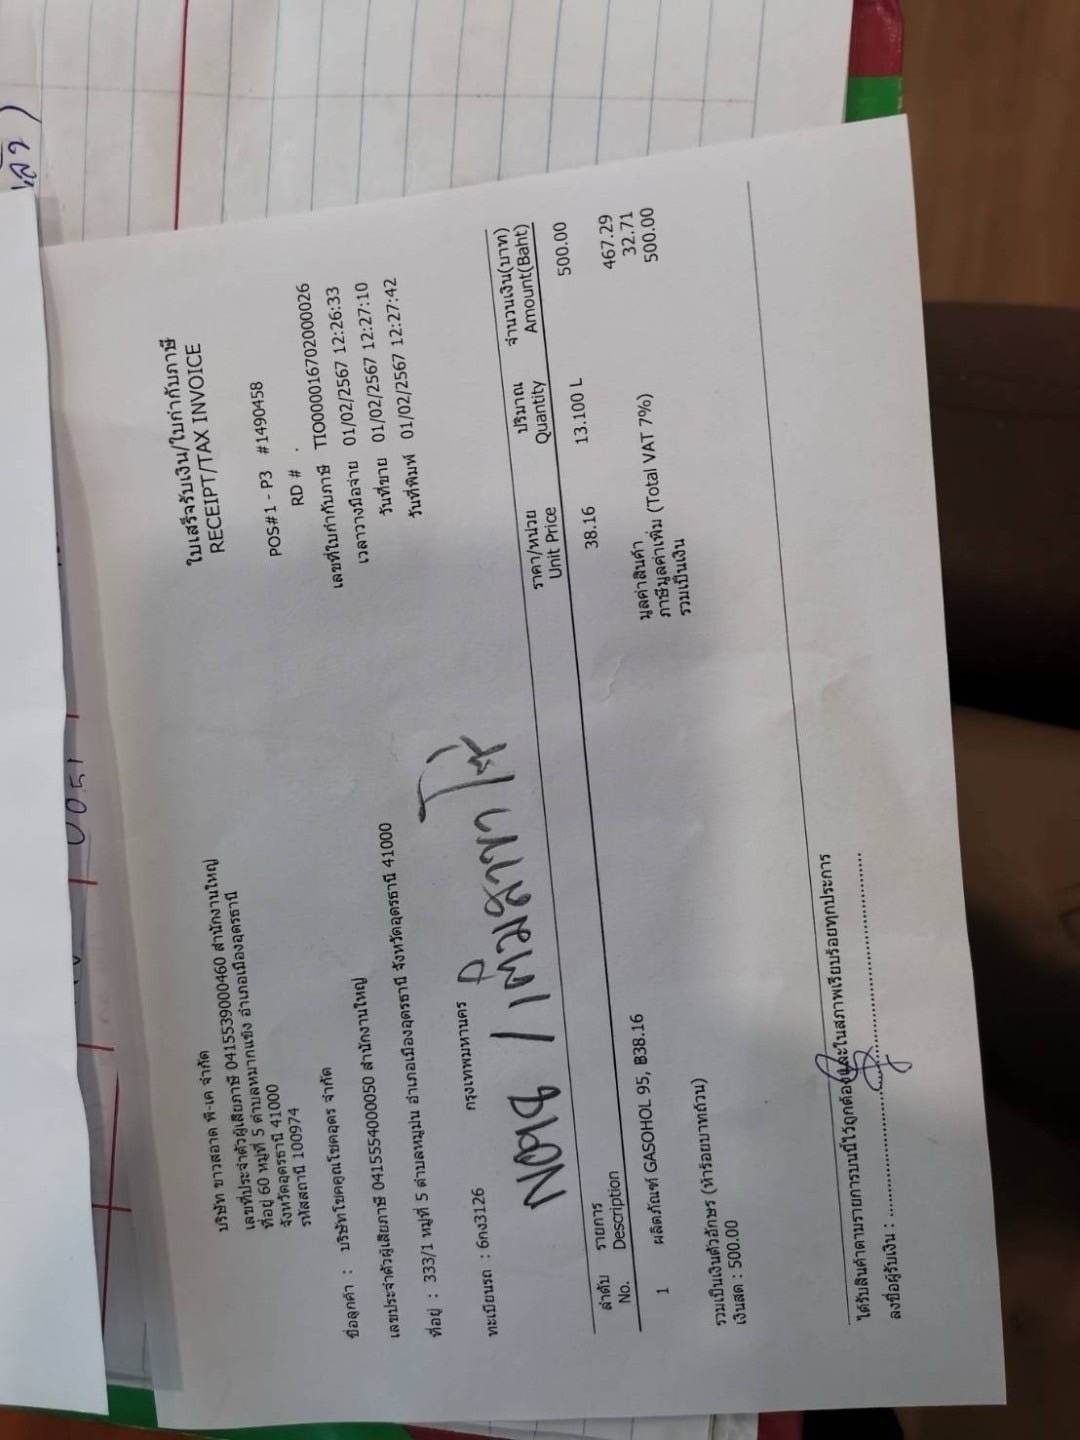 ใบเสร็จรับเงิน/ใบกำกับภาษี
RECEIPT/TAX INVOICE
บริษัท ขาวสอาด พี-เค จำกัด
เลขที่ประจำตัวผู้เสียภาษี 0415539000460 สำนักงานใหญ่
ที่อยู่ 60 หมู่ที่ 5 ตำบลหมากแข้ง อำเภอเมืองอุดรธานี
จังหวัดอุดรธานี 41000
รหัสสถานี 100974
POS#1 - P3 #1490458
RD # .
เลขที่ใบกำกับภาษี TIO000016702000026
เวลาวางมือจ่าย 01/02/2567 12:26:33
วันที่ขาย 01/02/2567 12:27:10
วันที่พิมพ์ 01/02/2567 12:27:42
ชื่อลูกค้า : บริษัทโชคคูณโชคอุดร จำกัด
เลขประจำตัวผู้เสียภาษี 0415554000050 สำนักงานใหญ่
ที่อยู่ : 333/1 หมู่ที่ 5 ตำบลหมูม่น อำเภอเมืองอุดรธานี จังหวัดอุดรธานี 41000
ทะเบียนรถ : 6กง3126 กรุงเทพมหานคร
ลำดับ รายการ ราคา/หน่วย ปริมาณ จำนวนเงิน(บาท)
No. Description Unit Price Quantity Amount(Baht)
1 ผลิตภัณฑ์ GASOHOL 95, ฿38.16 38.16 13.100 L 500.00
มูลค่าสินค้า 467.29
ภาษีมูลค่าเพิ่ม (Total VAT 7%) 32.71
รวมเป็นเงิน 500.00
รวมเป็นเงินตัวอักษร (ห้าร้อยบาทถ้วน)
เงินสด : 500.00
ได้รับสินค้าตามรายการบนนี้ไว้ถูกต้องและในสภาพเรียบร้อยทุกประการ
ลงชื่อผู้รับเงิน :